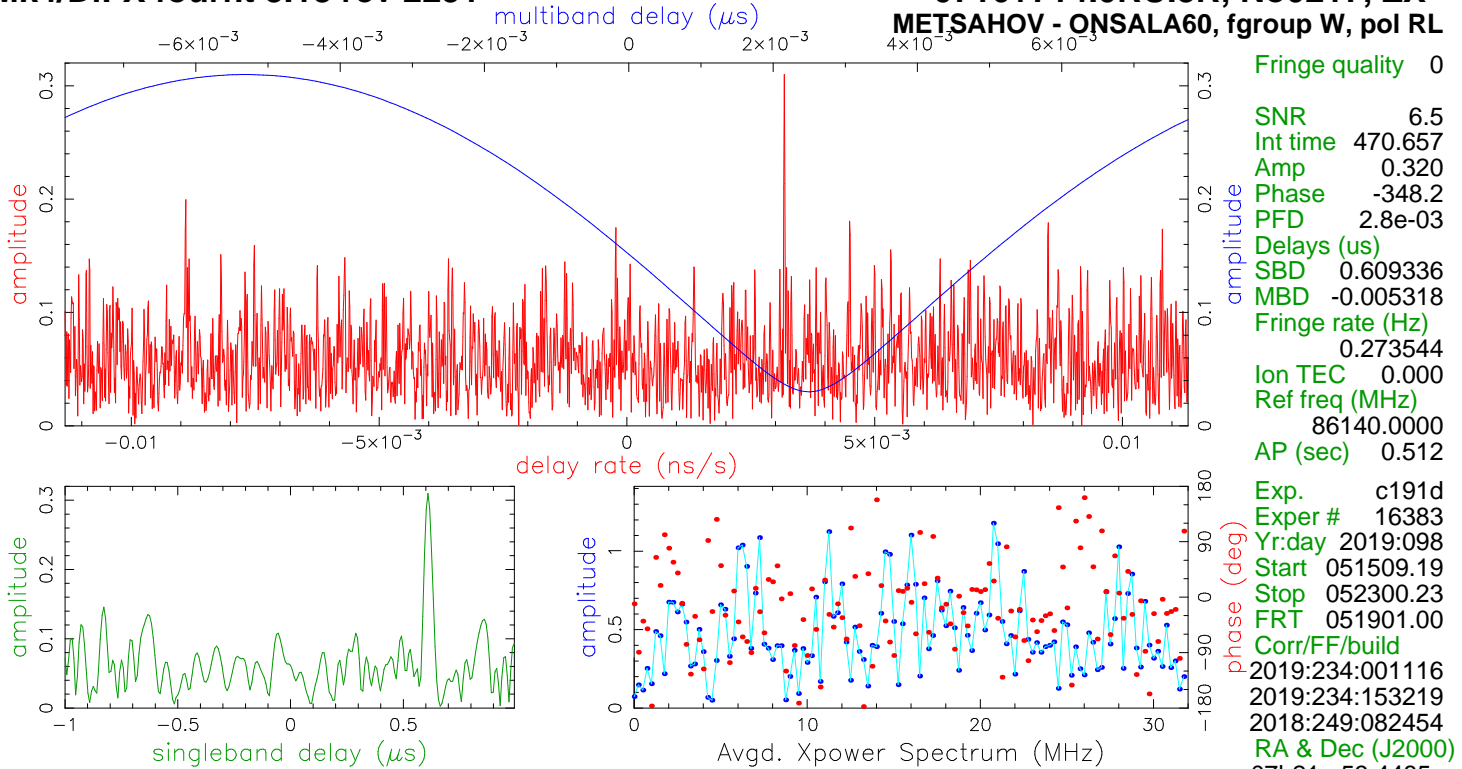 METSAHOV - ONSALA60, fgroup W, pol RL
multiband delay (μs)
−6×10⁻³ −4×10⁻³ −2×10⁻³ 0 2×10⁻³ 4×10⁻³ 6×10⁻³
amplitude
0 0.1 0.2 0.3
amplitude
0 0.1 0.2 0.3
−0.01 −5×10⁻³ 0 5×10⁻³ 0.01
delay rate (ns/s)
Fringe quality 0
SNR 6.5
Int time 470.657
Amp 0.320
Phase -348.2
PFD 2.8e-03
Delays (us)
SBD 0.609336
MBD -0.005318
Fringe rate (Hz)
0.273544
Ion TEC 0.000
Ref freq (MHz)
86140.0000
AP (sec) 0.512
Exp. c191d
Exper # 16383
Yr:day 2019:098
Start 051509.19
Stop 052300.23
FRT 051901.00
Corr/FF/build
2019:234:001116
2019:234:153219
2018:249:082454
RA & Dec (J2000)
amplitude
0 0.1 0.2 0.3
−1 −0.5 0 0.5
singleband delay (μs)
amplitude
0 0.5 1
phase (deg)
−180 −90 0 90 180
0 10 20 30
Avgd. Xpower Spectrum (MHz)